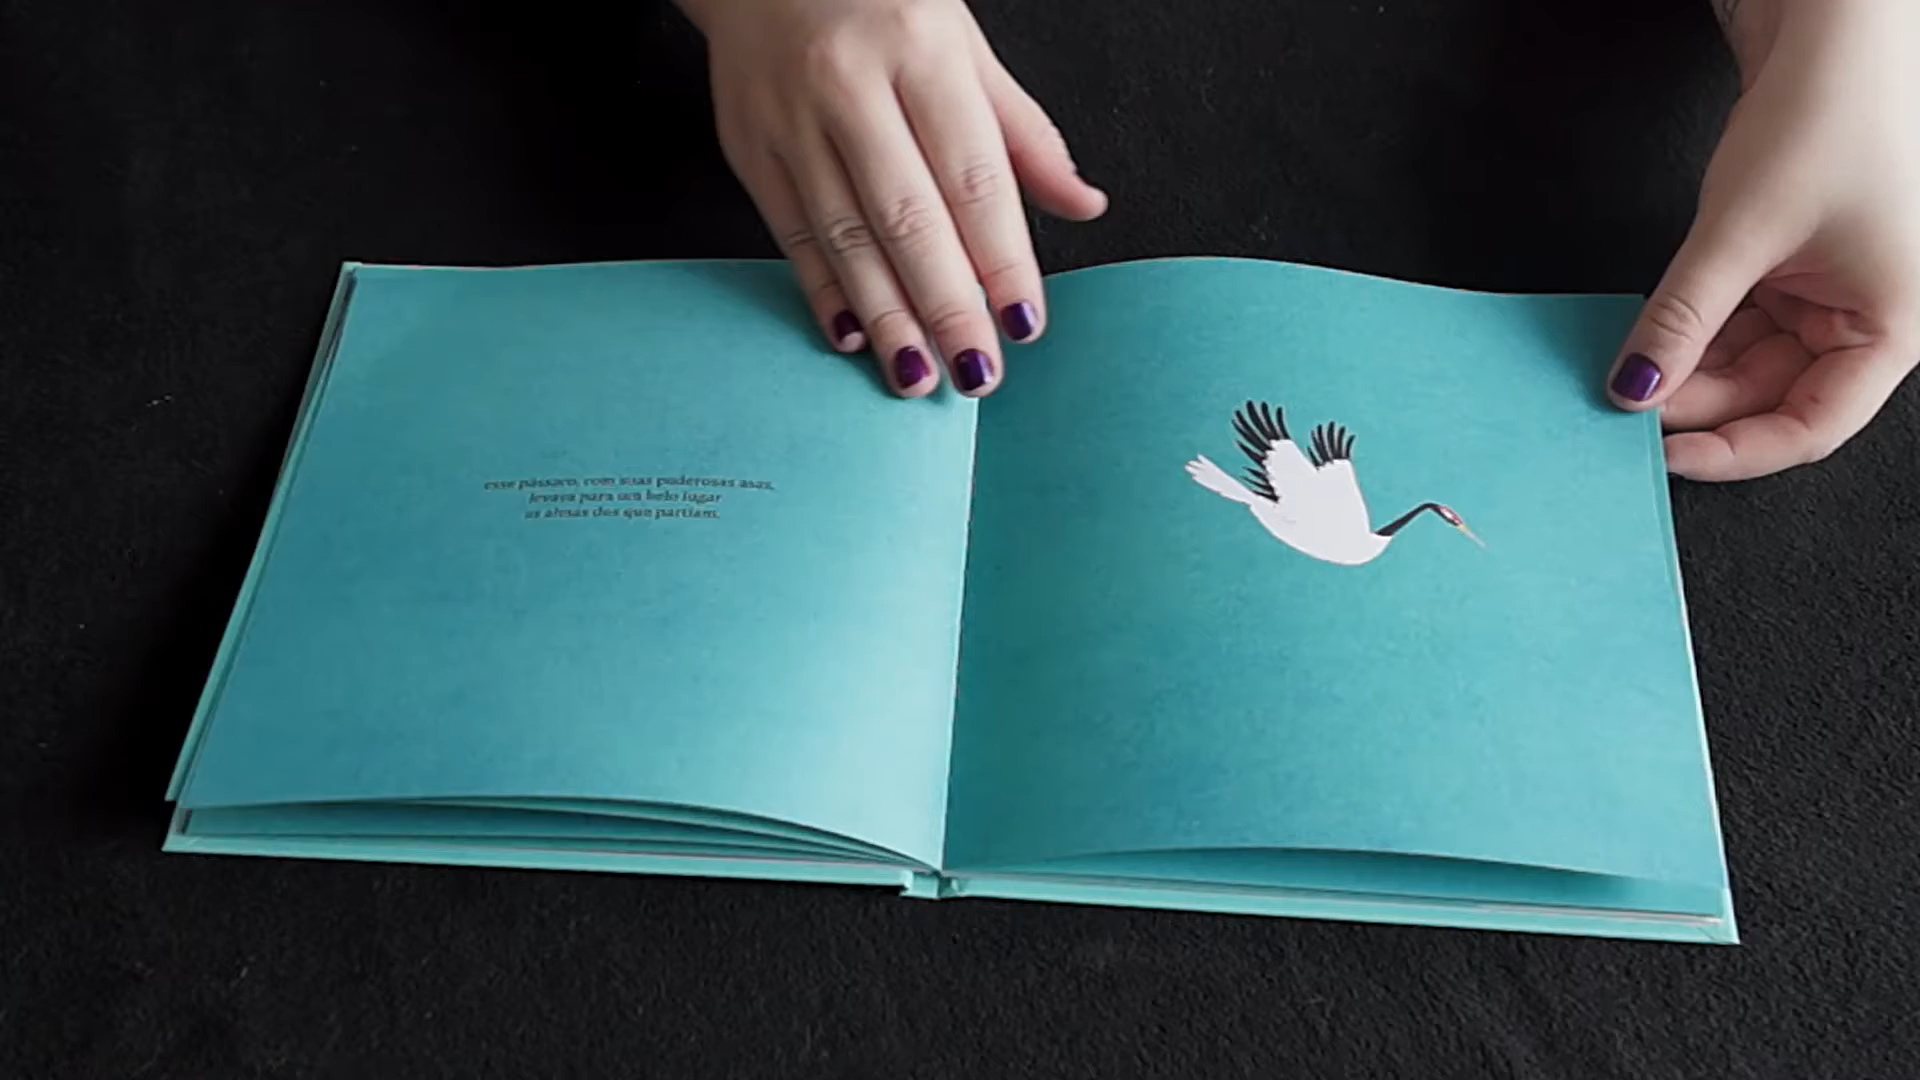 esse pássaro, com suas poderosas asas,
levava para um belo lugar
as almas dos que partiam.